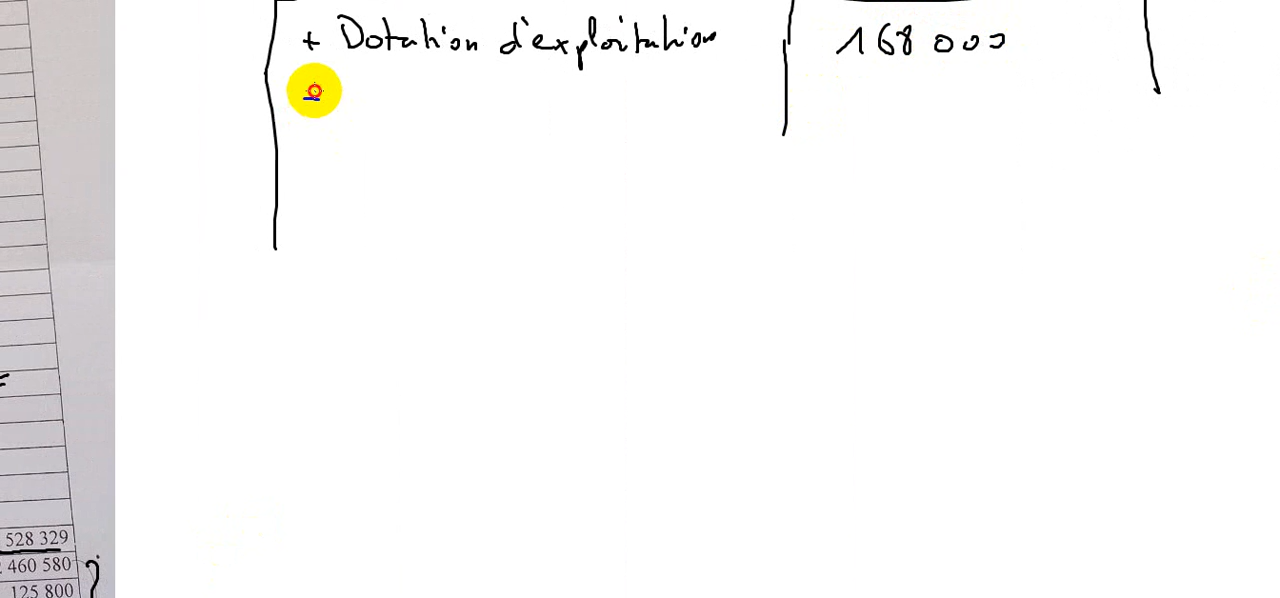 + Dotation d'exploitation 168 000
-
=
528 329
460 580 ?
125 800